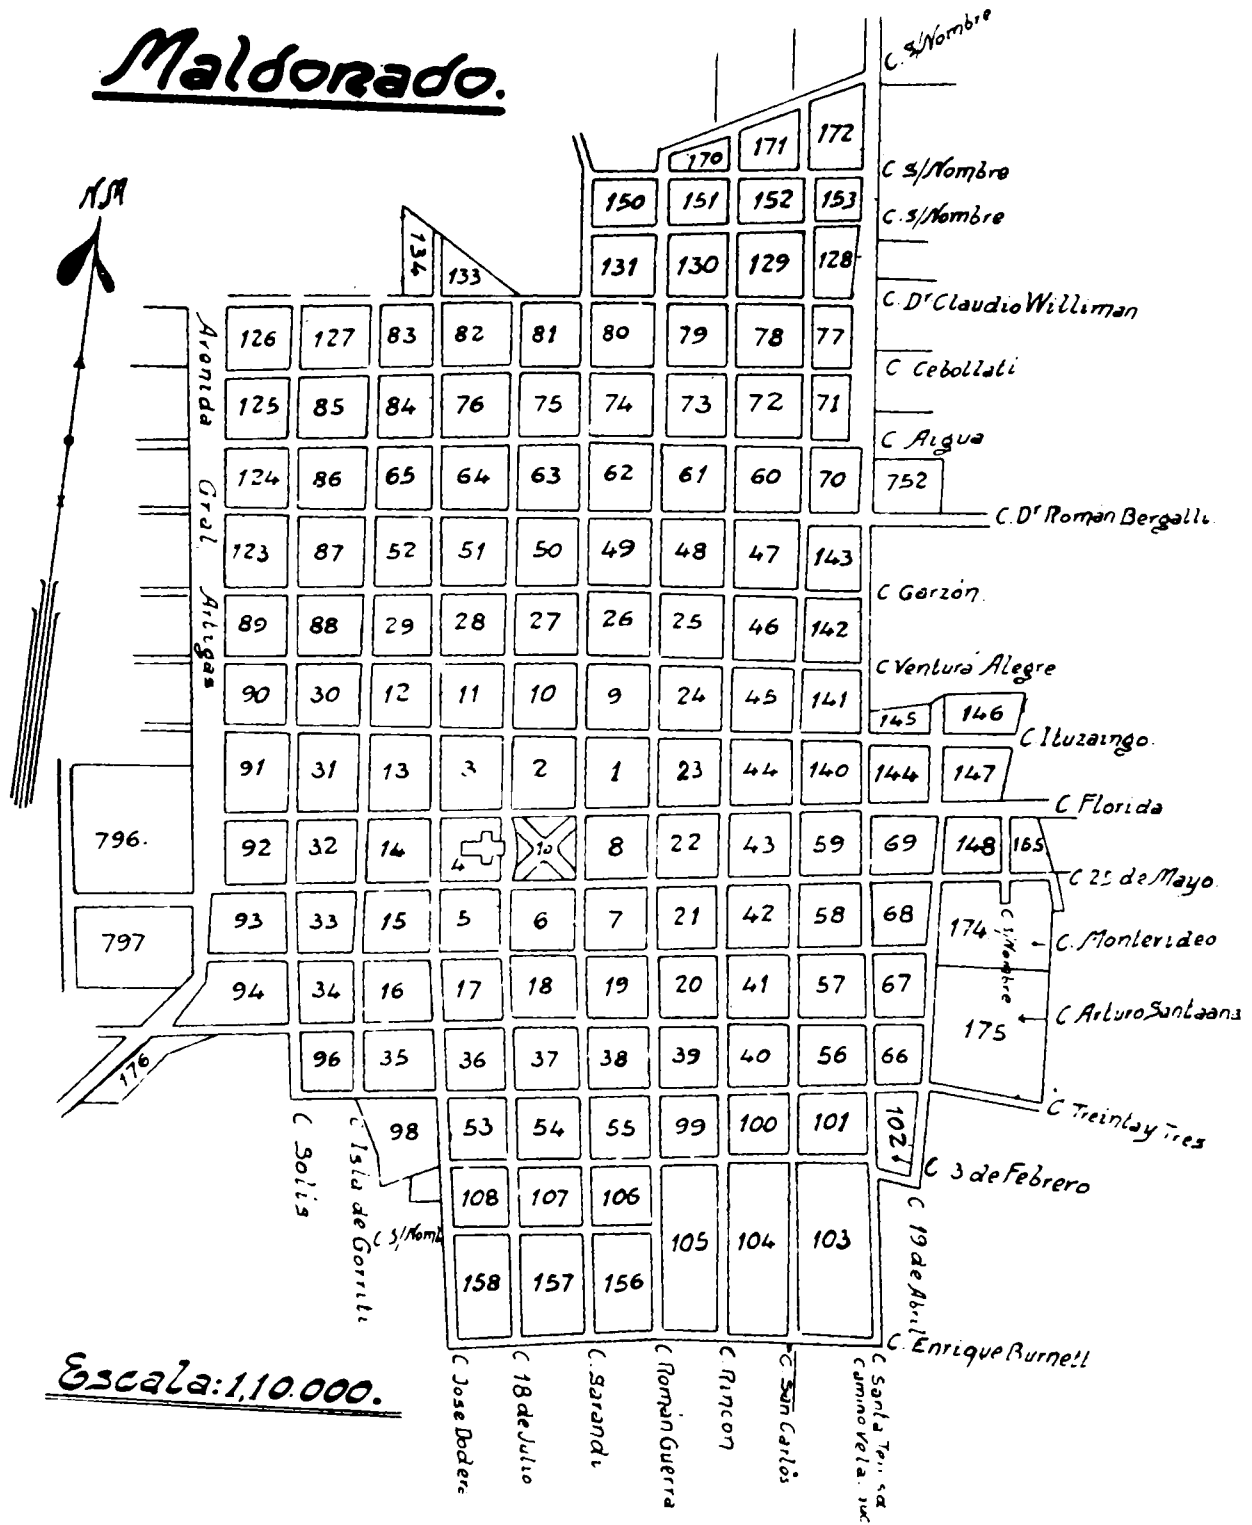 Maldonado.
C. S/Nombre
NM
170 171 172
C S/Nombre
150 151 152 153
C. S/Nombre
134 133 131 130 129 128
C. Dr Claudio Williman
126 127 83 82 81 80 79 78 77
C Cebollati
125 85 84 76 75 74 73 72 71
C Aigua
124 86 65 64 63 62 61 60 70 752
C. Dr Roman Bergalli.
123 87 52 51 50 49 48 47 143
C Garzón.
89 88 29 28 27 26 25 46 142
C Ventura Alegre
90 30 12 11 10 9 24 45 141 145 146
C Ituzaingo.
91 31 13 3 2 1 23 44 140 144 147
C Florida
796. 92 32 14 4 10 8 22 43 59 69 148 165
C 25 de Mayo.
797 93 33 15 5 6 7 21 42 58 68 174
C. Montevideo
94 34 16 17 18 19 20 41 57 67
C Arturo Santaana
176 96 35 36 37 38 39 40 56 66 175
C Treinta y Tres
98 53 54 55 99 100 101 102
C 3 de Febrero
108 107 106
105 104 103
158 157 156
C. Enrique Burnett
Avenida Gral. Artigas
C S/Nombre
C Solis
C Isla de Gorriti
C S/Nomb
C 19 de Abril
C Jose Dodera
C 18 de Julio
C. Sarandi
C Román Guerra
C. Rincon
C San Carlos
C Santa Teresa
Camino Vela.
Escala: 1,10.000.